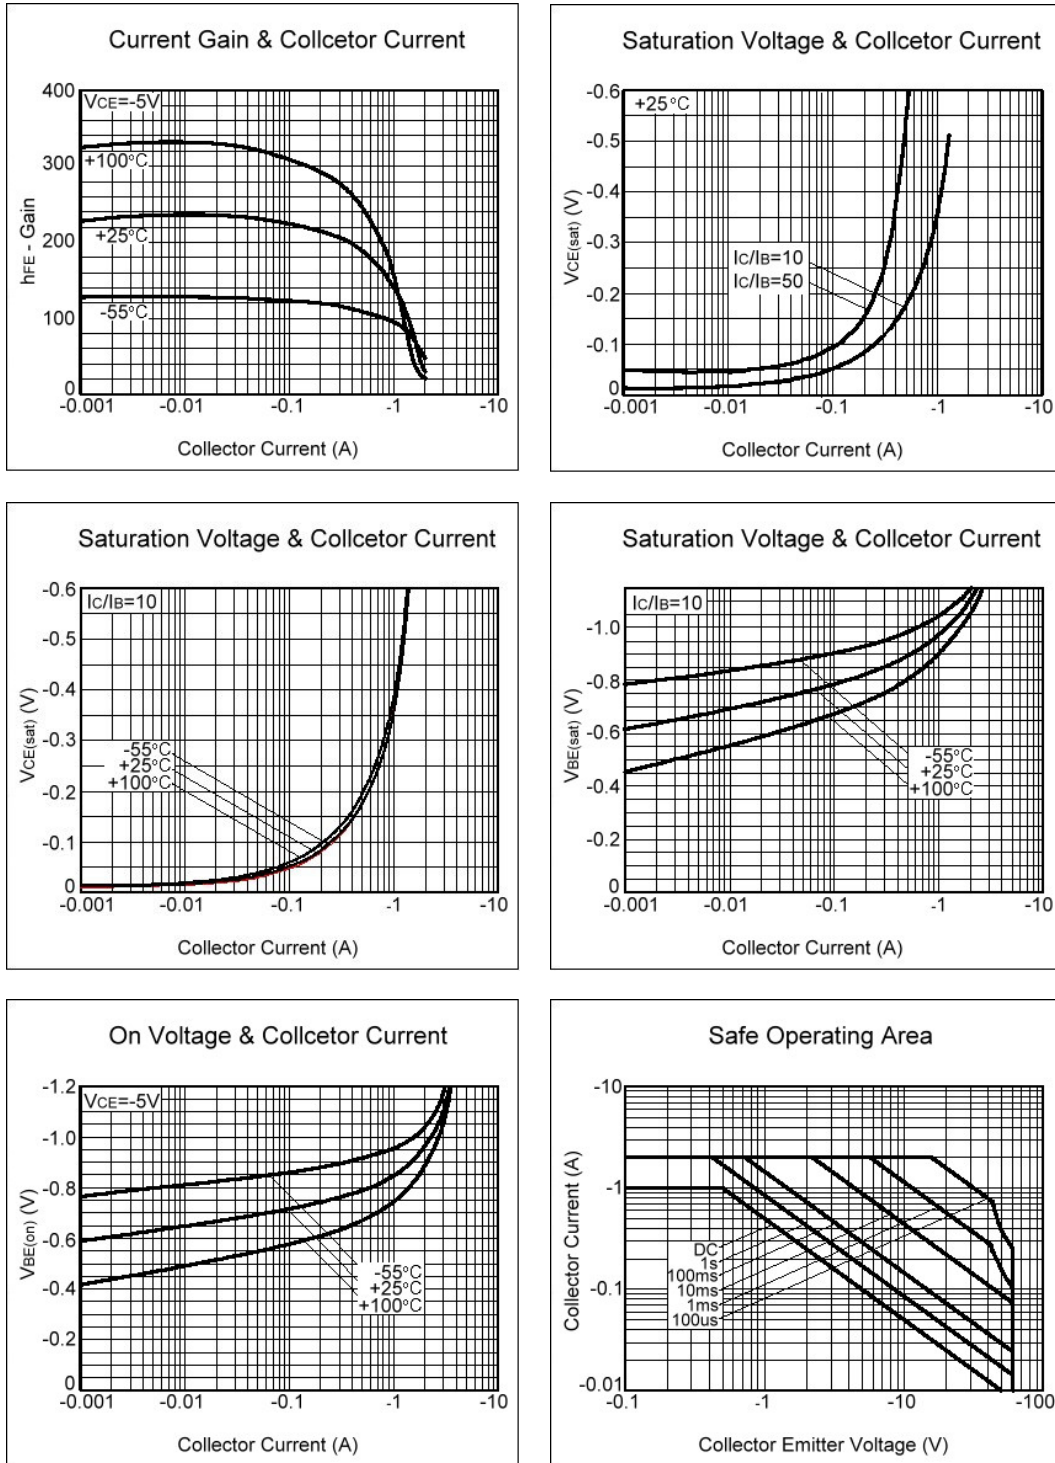 Current Gain & Collcetor Current
VCE=-5V
400
300
200
100
0
hFE - Gain
+100°C
+25°C
-55°C
-0.001
-0.01
-0.1
-1
-10
Collector Current (A)
Saturation Voltage & Collcetor Current
+25°C
-0.6
-0.5
-0.4
-0.3
-0.2
-0.1
0
VCE(sat) (V)
IC/IB=10
IC/IB=50
-0.001
-0.01
-0.1
-1
-10
Collector Current (A)
Saturation Voltage & Collcetor Current
IC/IB=10
-0.6
-0.5
-0.4
-0.3
-0.2
-0.1
0
VCE(sat) (V)
-55°C
+25°C
+100°C
-0.001
-0.01
-0.1
-1
-10
Collector Current (A)
Saturation Voltage & Collcetor Current
IC/IB=10
-1.0
-0.8
-0.6
-0.4
-0.2
0
VBE(sat) (V)
-55°C
+25°C
+100°C
-0.001
-0.01
-0.1
-1
-10
Collector Current (A)
On Voltage & Collcetor Current
VCE=-5V
-1.2
-1.0
-0.8
-0.6
-0.4
-0.2
0
VBE(on) (V)
-55°C
+25°C
+100°C
-0.001
-0.01
-0.1
-1
-10
Collector Current (A)
Safe Operating Area
-10
-1
-0.1
-0.01
Collector Current (A)
DC
1s
100ms
10ms
1ms
100us
-0.1
-1
-10
-100
Collector Emitter Voltage (V)